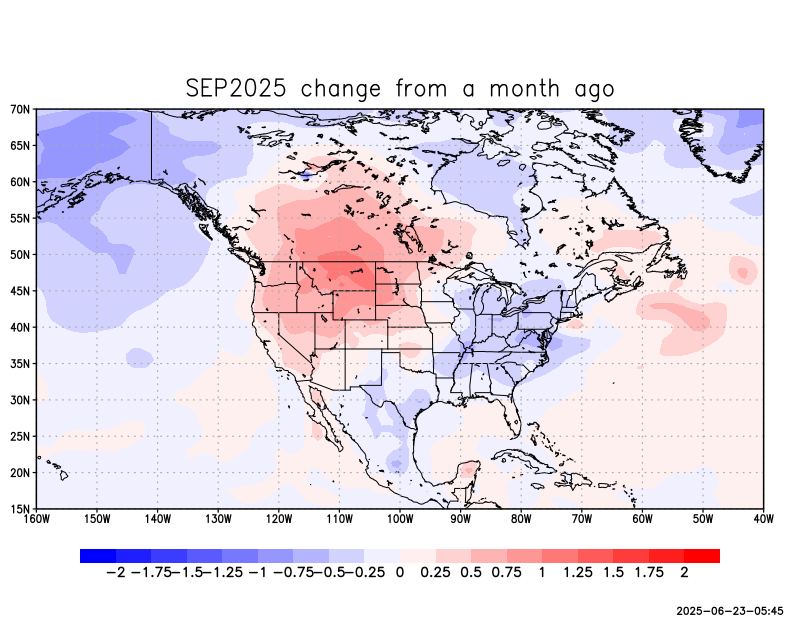 SEP2025 change from a month ago
70N
65N
60N
55N
50N
45N
40N
35N
30N
25N
20N
15N
160W 150W 140W 130W 120W 110W 100W 90W 80W 70W 60W 50W 40W
−2 −1.75 −1.5 −1.25 −1 −0.75 −0.5 −0.25 0 0.25 0.5 0.75 1 1.25 1.5 1.75 2
2025−06−23−05:45